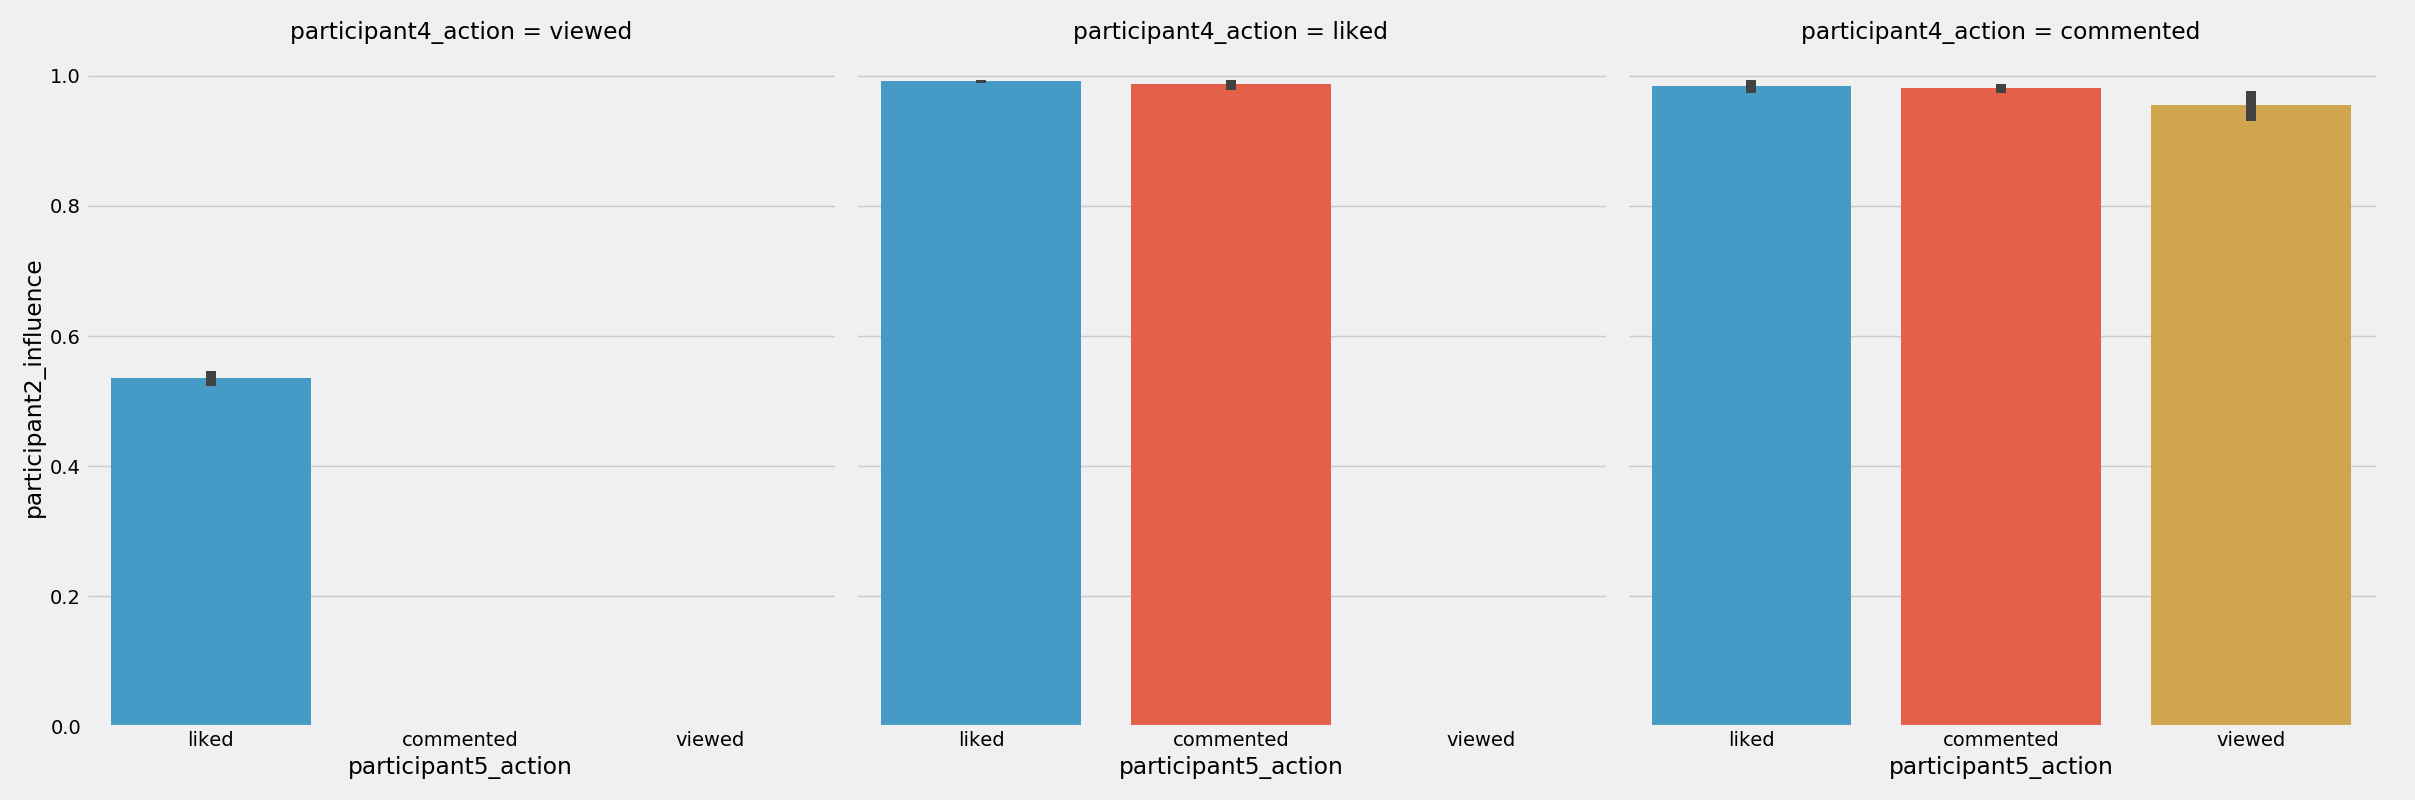 participant4_action = viewed
participant4_action = liked
participant4_action = commented
participant2_influence
1.0
0.8
0.6
0.4
0.2
0.0
liked commented viewed
participant5_action
liked commented viewed
participant5_action
liked commented viewed
participant5_action